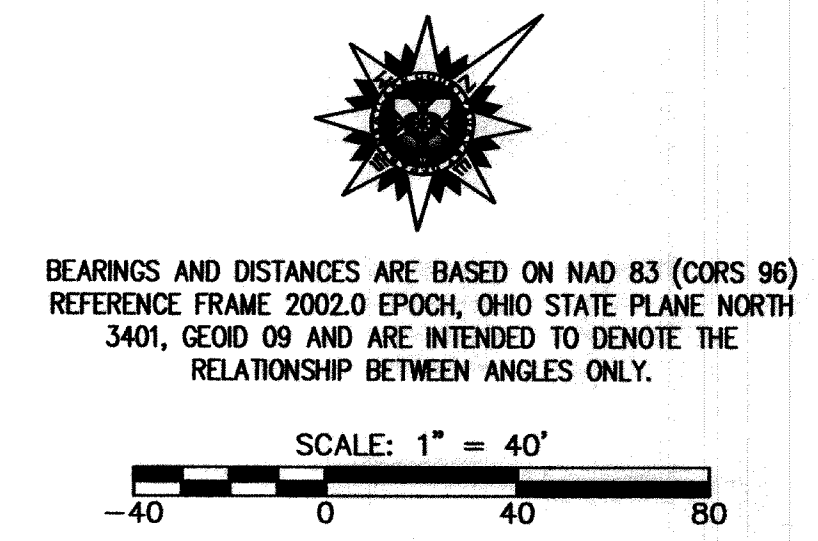 N
BEARINGS AND DISTANCES ARE BASED ON NAD 83 (CORS 96)
REFERENCE FRAME 2002.0 EPOCH, OHIO STATE PLANE NORTH
3401, GEOID 09 AND ARE INTENDED TO DENOTE THE
RELATIONSHIP BETWEEN ANGLES ONLY.
SCALE: 1" = 40'
-40 0 40 80